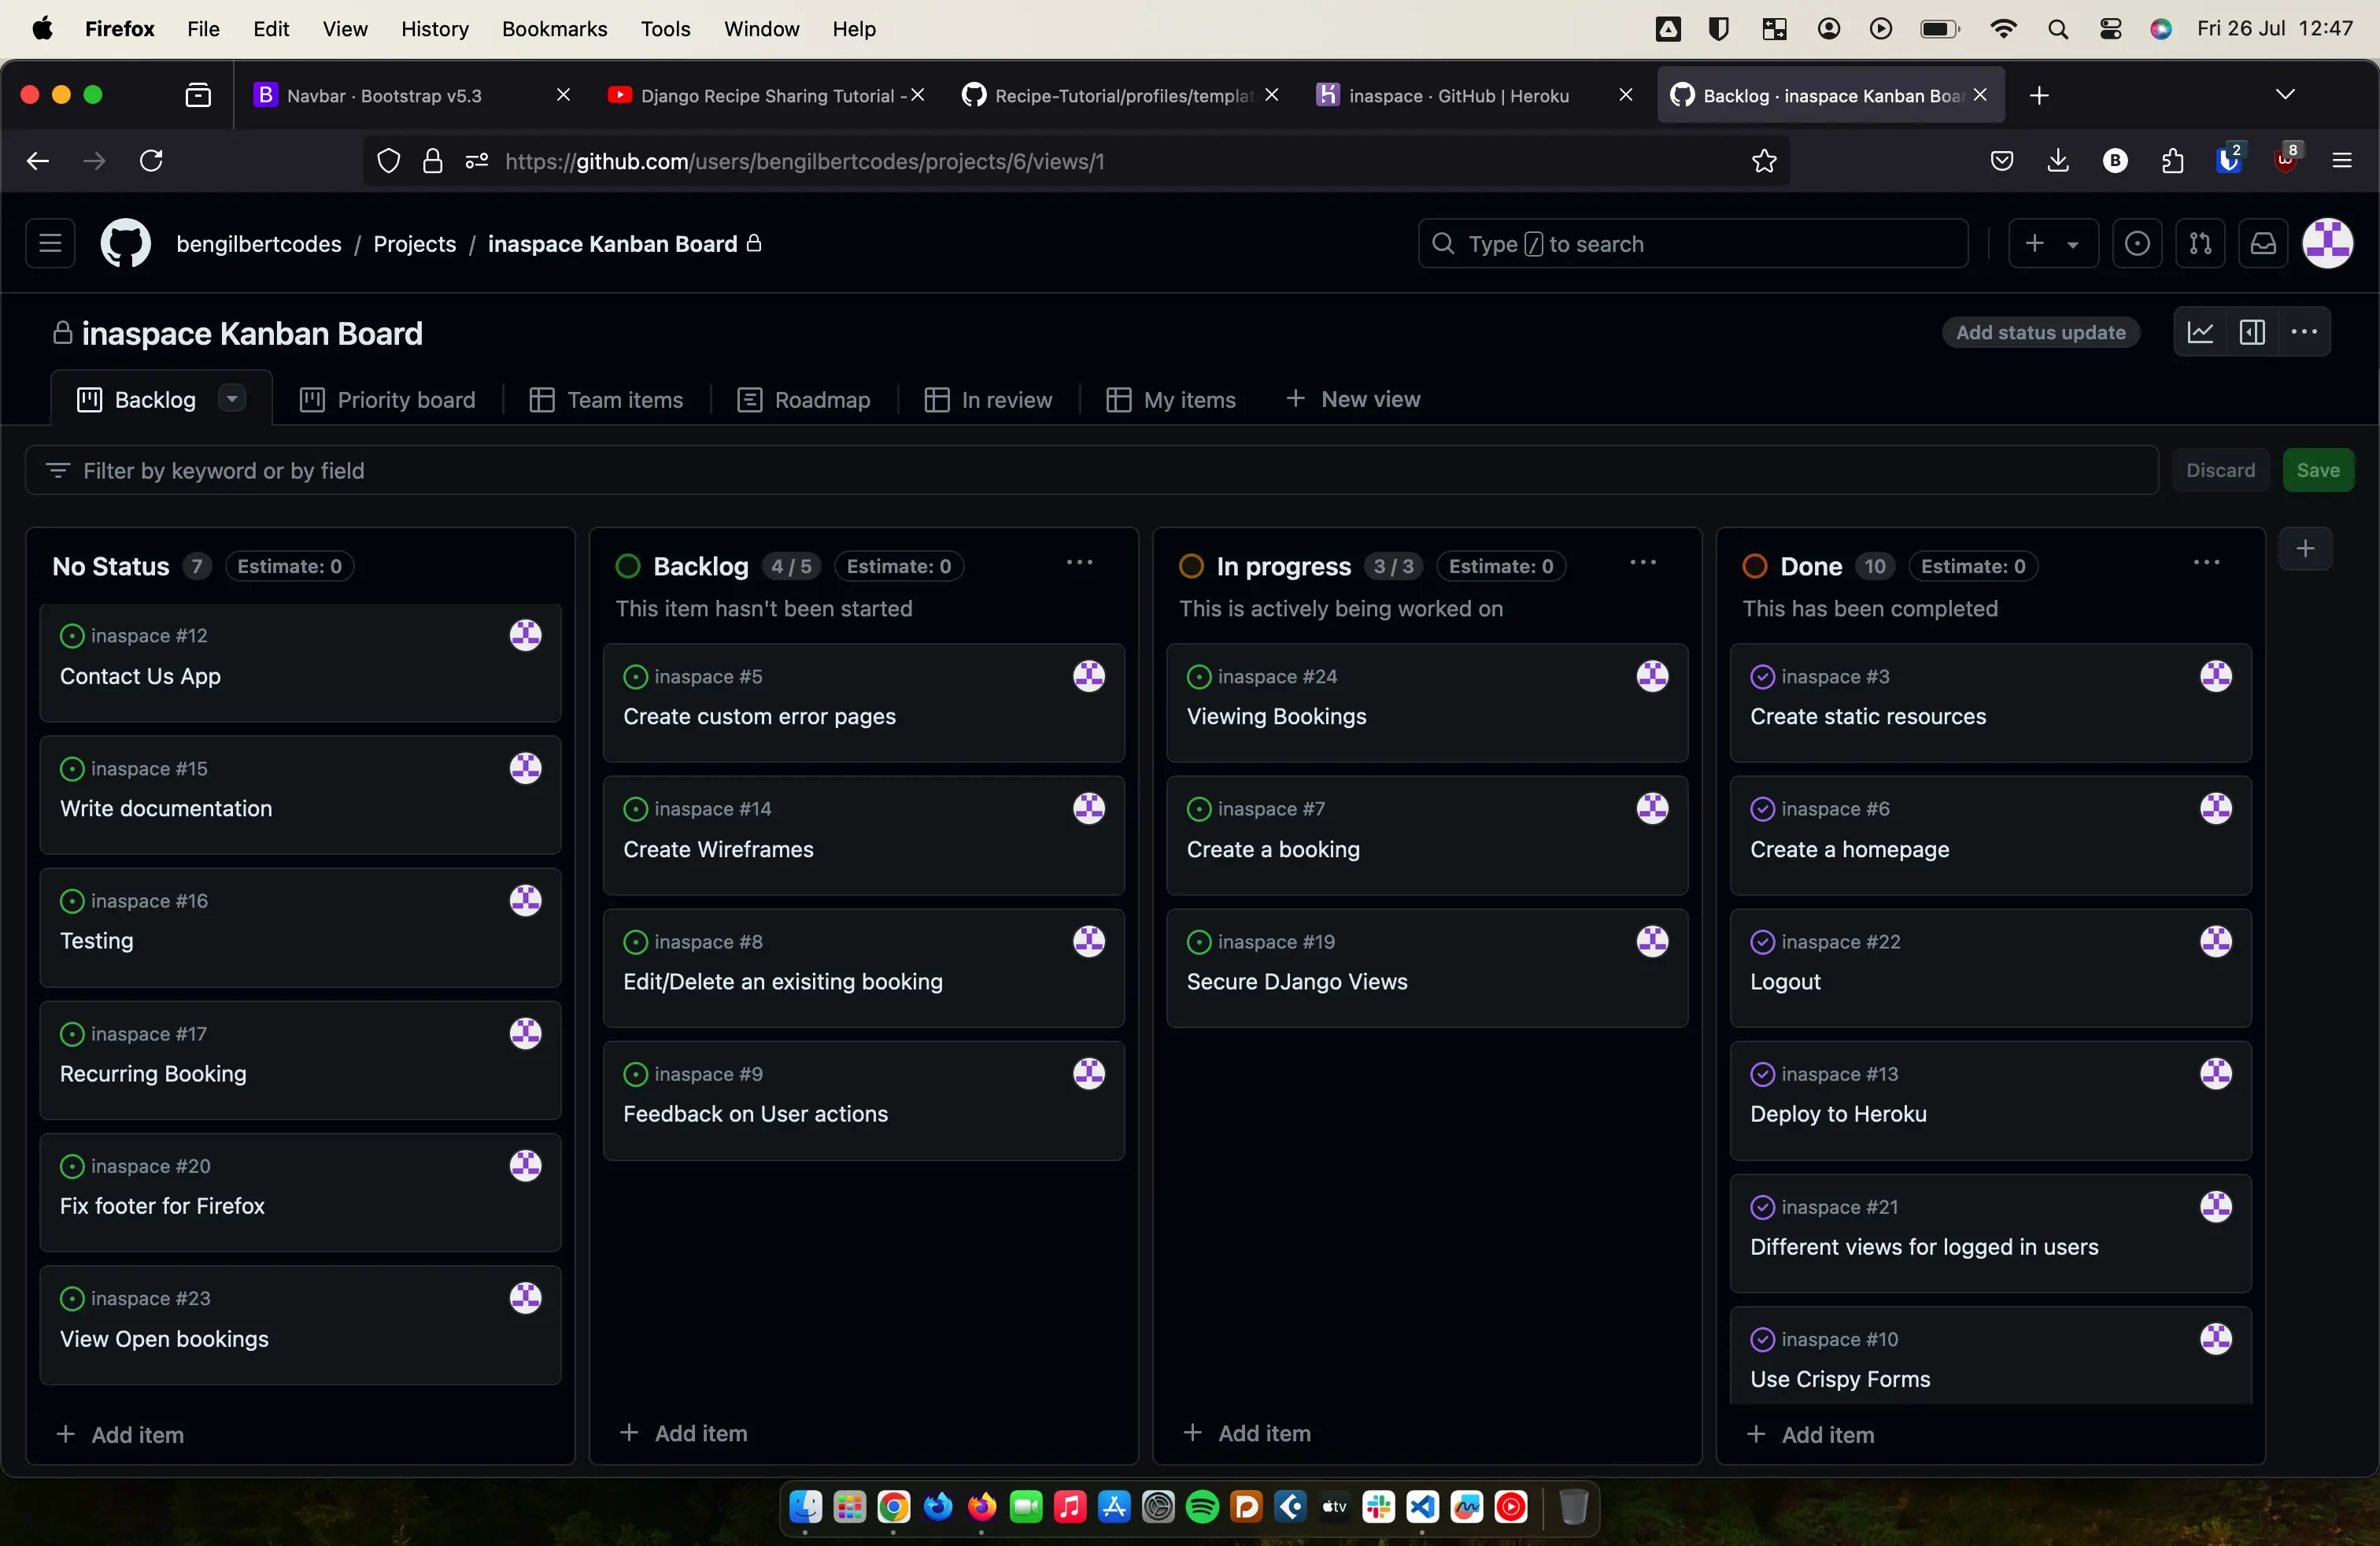 Firefox File Edit View History Bookmarks Tools Window Help Fri 26 Jul 12:47
B Navbar · Bootstrap v5.3 Django Recipe Sharing Tutorial - Recipe-Tutorial/profiles/templat inaspace · GitHub | Heroku Backlog · inaspace Kanban Boar
https://github.com/users/bengilbertcodes/projects/6/views/1 B 2 8
bengilbertcodes / Projects / inaspace Kanban Board Type / to search
inaspace Kanban Board Add status update
Backlog Priority board Team items Roadmap In review My items New view
Filter by keyword or by field Discard Save
No Status 7 Estimate: 0
inaspace #12
Contact Us App
inaspace #15
Write documentation
inaspace #16
Testing
inaspace #17
Recurring Booking
inaspace #20
Fix footer for Firefox
inaspace #23
View Open bookings
Add item
Backlog 4 / 5 Estimate: 0
This item hasn't been started
inaspace #5
Create custom error pages
inaspace #14
Create Wireframes
inaspace #8
Edit/Delete an exisiting booking
inaspace #9
Feedback on User actions
Add item
In progress 3 / 3 Estimate: 0
This is actively being worked on
inaspace #24
Viewing Bookings
inaspace #7
Create a booking
inaspace #19
Secure DJango Views
Add item
Done 10 Estimate: 0
This has been completed
inaspace #3
Create static resources
inaspace #6
Create a homepage
inaspace #22
Logout
inaspace #13
Deploy to Heroku
inaspace #21
Different views for logged in users
inaspace #10
Use Crispy Forms
Add item
tv